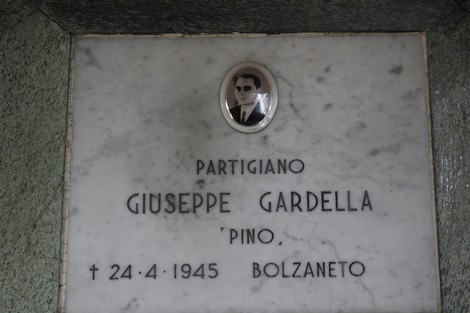 PARTIGIANO
GIUSEPPE GARDELLA
'PINO,
† 24·4·1945 BOLZANETO